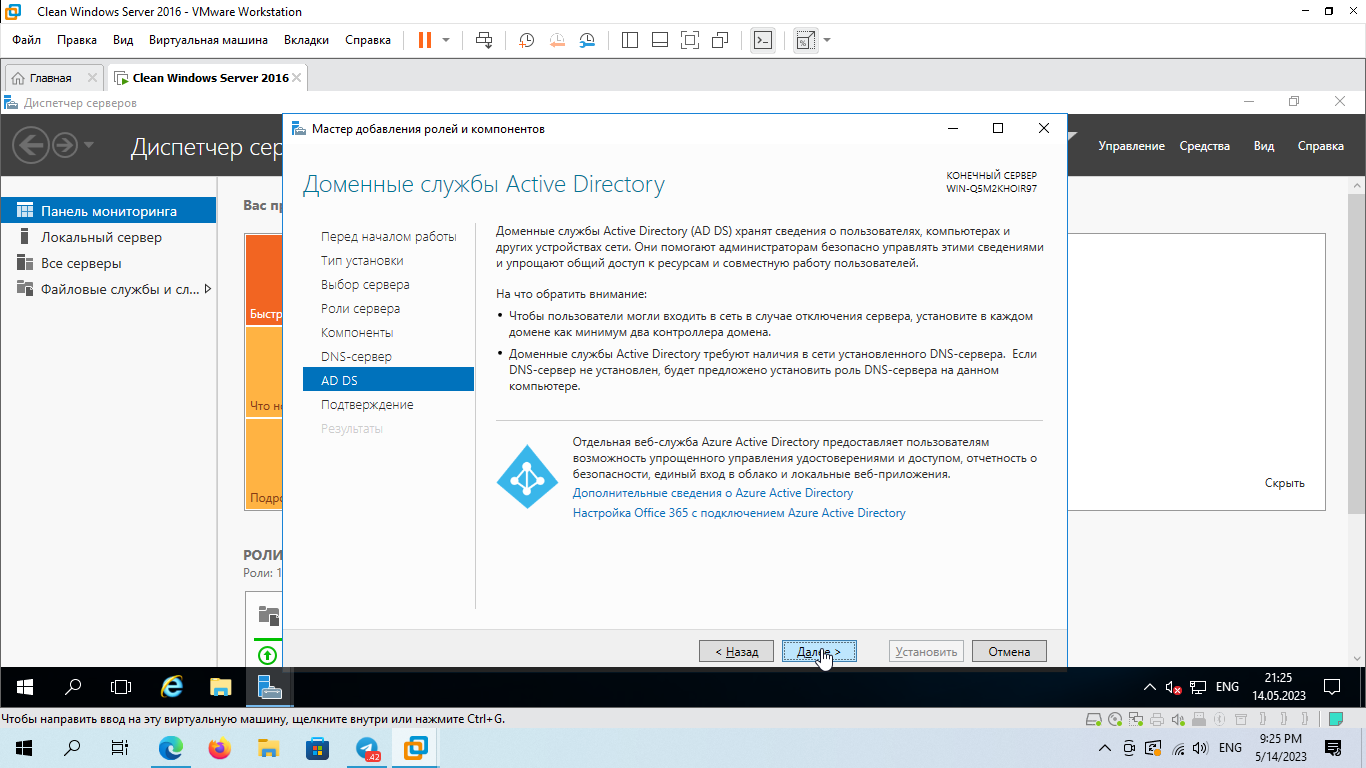 Clean Windows Server 2016 - VMware Workstation
Файл Правка Вид Виртуальная машина Вкладки Справка
Главная
Clean Windows Server 2016
Диспетчер серверов
Диспетчер сер
Управление Средства Вид Справка
Панель мониторинга
Локальный сервер
Все серверы
Файловые службы и сл...
Вас пр
Быстр
Что н
Подро
РОЛИ
Роли: 1
Скрыть
Мастер добавления ролей и компонентов
Доменные службы Active Directory
КОНЕЧНЫЙ СЕРВЕР
WIN-Q5M2KHOIR97
Перед началом работы
Тип установки
Выбор сервера
Роли сервера
Компоненты
DNS-сервер
AD DS
Подтверждение
Результаты
Доменные службы Active Directory (AD DS) хранят сведения о пользователях, компьютерах и
других устройствах сети. Они помогают администраторам безопасно управлять этими сведениями
и упрощают общий доступ к ресурсам и совместную работу пользователей.
На что обратить внимание:
• Чтобы пользователи могли входить в сеть в случае отключения сервера, установите в каждом
домене как минимум два контроллера домена.
• Доменные службы Active Directory требуют наличия в сети установленного DNS-сервера. Если
DNS-сервер не установлен, будет предложено установить роль DNS-сервера на данном
компьютере.
Отдельная веб-служба Azure Active Directory предоставляет пользователям
возможность упрощенного управления удостоверениями и доступом, отчетность о
безопасности, единый вход в облако и локальные веб-приложения.
Дополнительные сведения о Azure Active Directory
Настройка Office 365 с подключением Azure Active Directory
< Назад Далее > Установить Отмена
ENG
21:25
14.05.2023
Чтобы направить ввод на эту виртуальную машину, щелкните внутри или нажмите Ctrl+G.
42
ENG
9:25 PM
5/14/2023